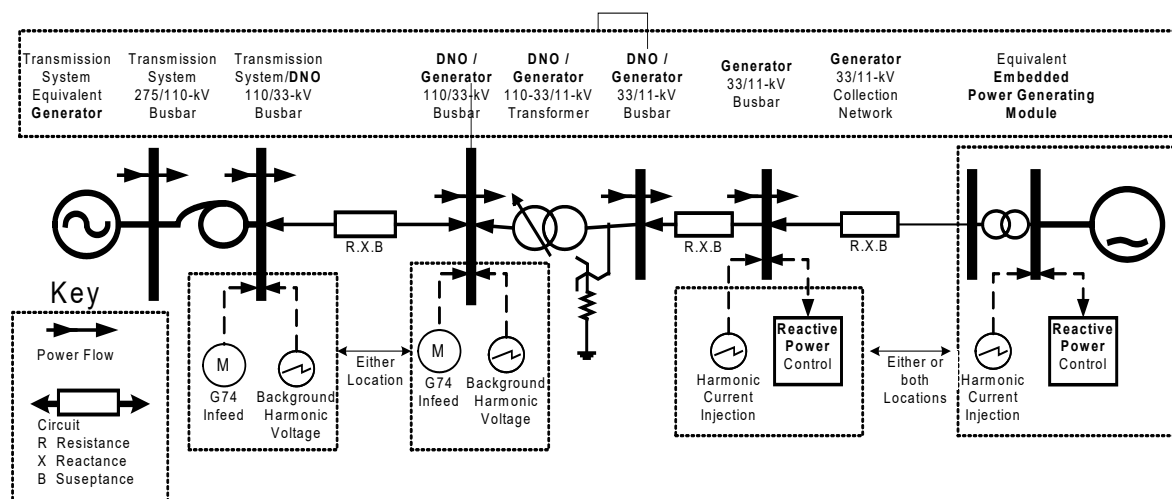 Transmission
System
Equivalent
Generator
Transmission
System
275/110-kV
Busbar
Transmission
System/DNO
110/33-kV
Busbar
DNO /
Generator
110/33-kV
Busbar
DNO / Generator
110-33/11-kV
Transformer
DNO /
Generator
33/11-kV
Busbar
Generator
33/11-kV
Busbar
Generator
33/11-kV
Collection
Network
Equivalent
Embedded
Power Generating
Module
R.X.B
R.X.B
R.X.B
Key
Power Flow
Circuit
R Resistance
X Reactance
B Suseptance
M
G74
Infeed
Background
Harmonic
Voltage
Either
Location
M
G74
Infeed
Background
Harmonic
Voltage
Harmonic
Current
Injection
Reactive
Power
Control
Either or
both
Locations
Harmonic
Current
Injection
Reactive
Power
Control